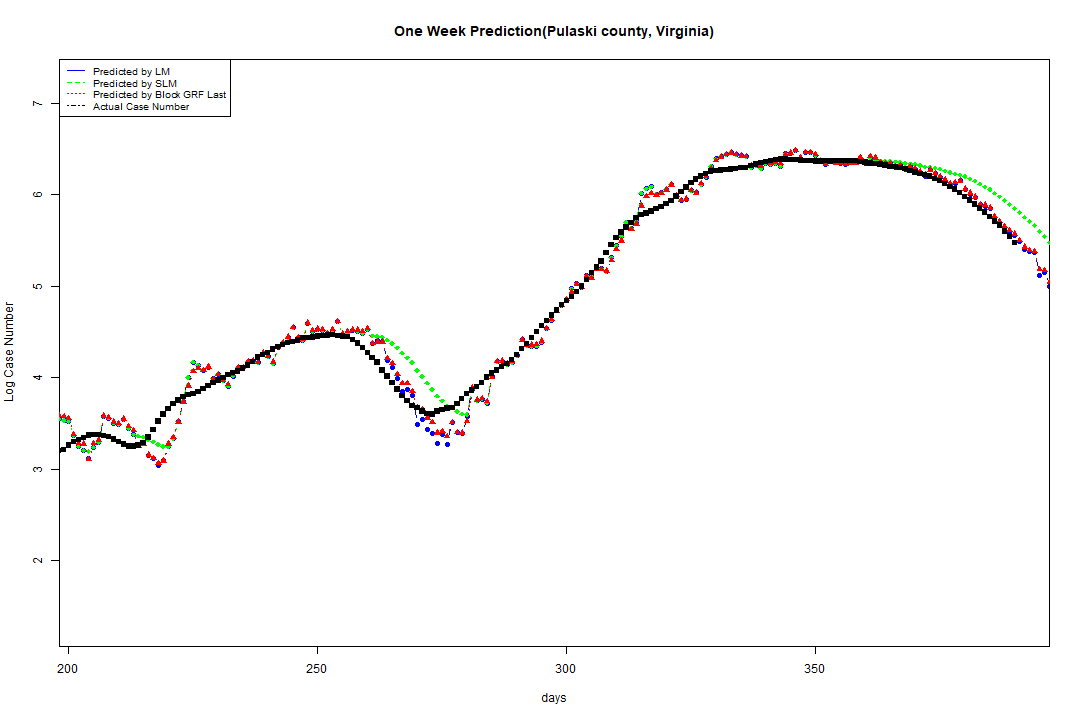 One Week Prediction(Pulaski county, Virginia)
Predicted by LM
Predicted by SLM
Predicted by Block GRF Last
Actual Case Number
7
6
5
4
3
2
Log Case Number
200 250 300 350
days